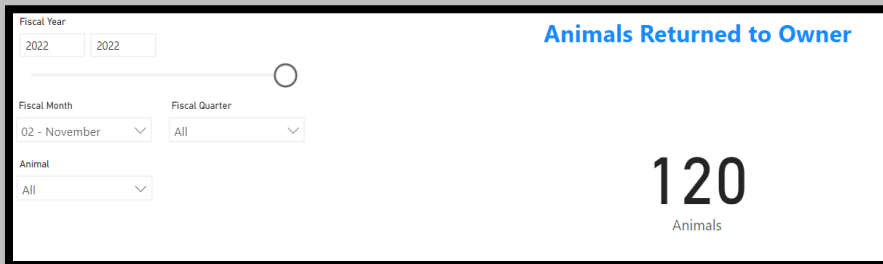 Fiscal Year
2022 2022
Animals Returned to Owner
Fiscal Month Fiscal Quarter
02 - November All
Animal
All
120
Animals